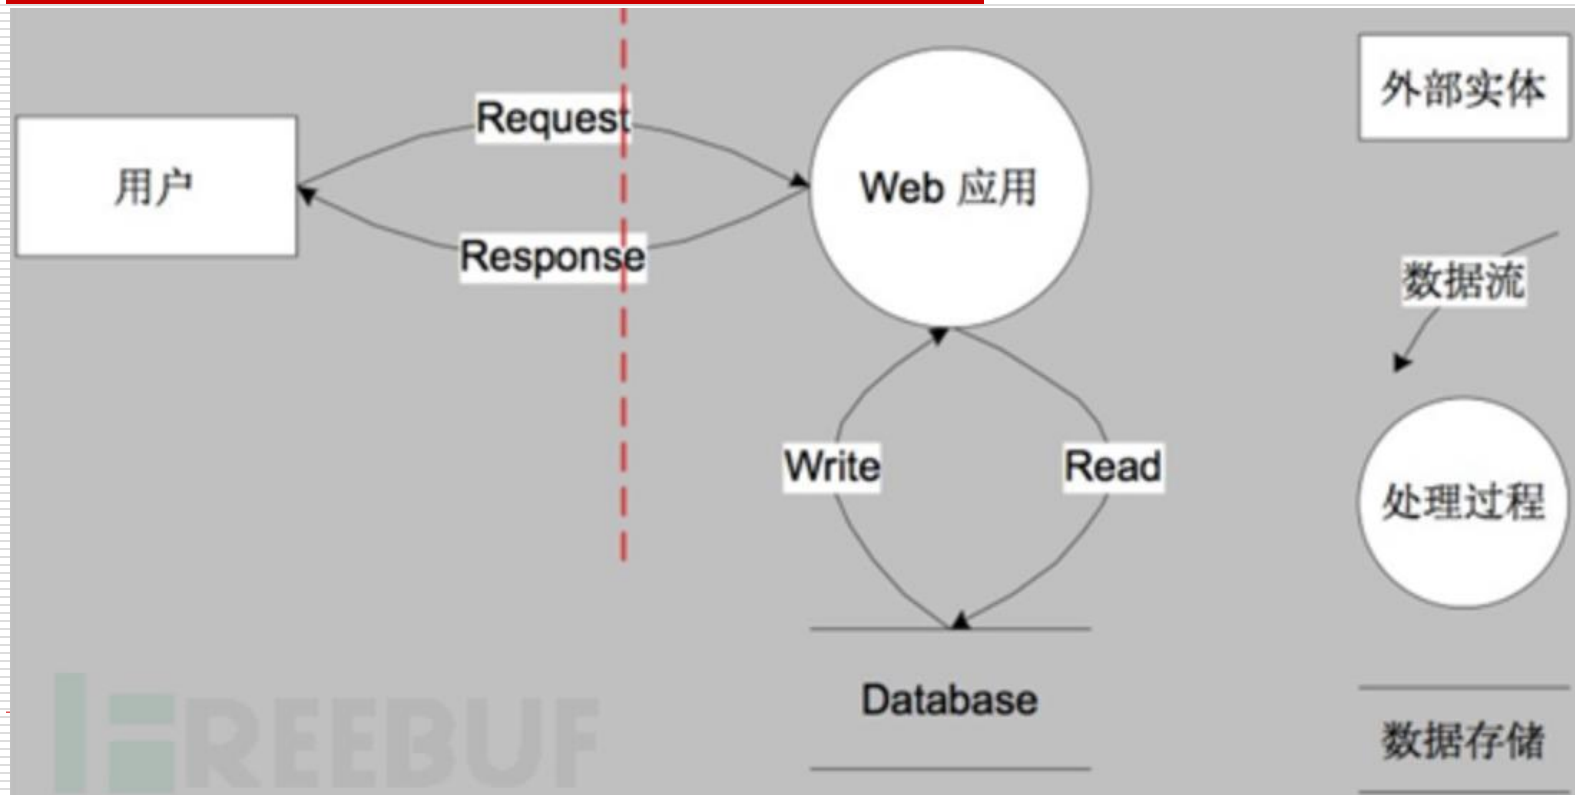 Request
用户
Response
Web 应用
Write
Read
Database
外部实体
数据流
处理过程
数据存储
FREEBUF